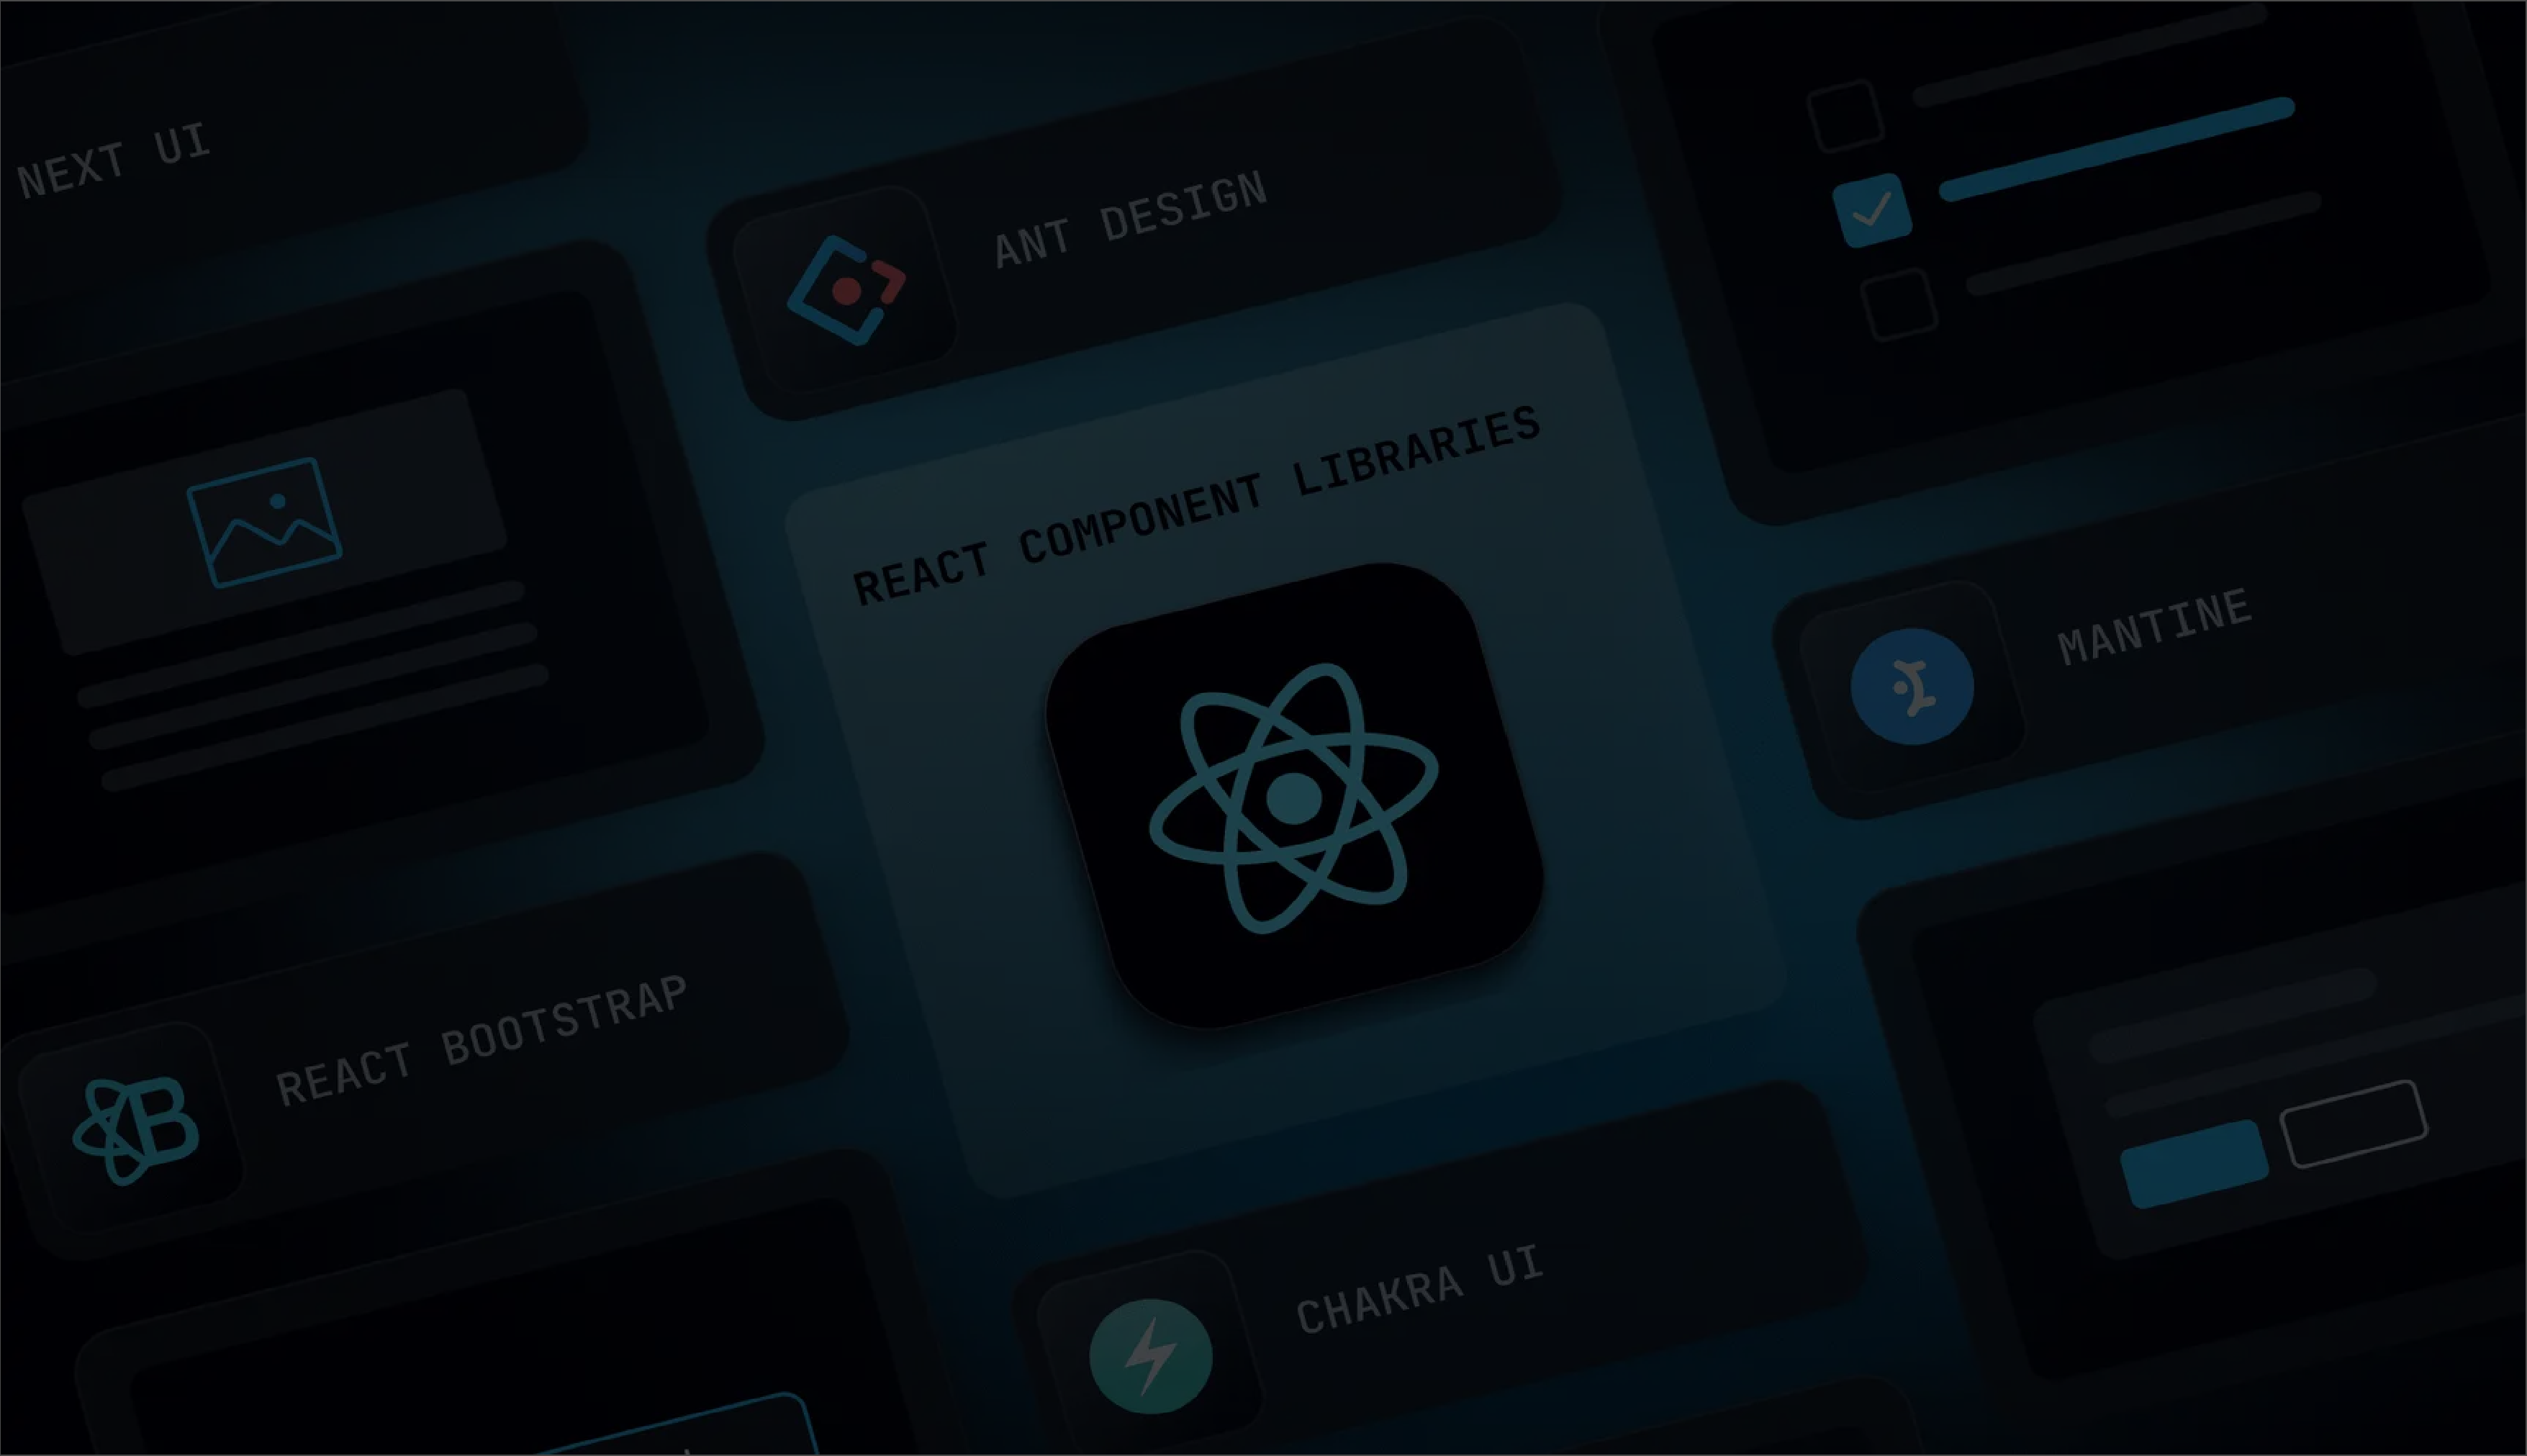 NEXT UI
ANT DESIGN
REACT COMPONENT LIBRARIES
MANTINE
REACT BOOTSTRAP
CHAKRA UI